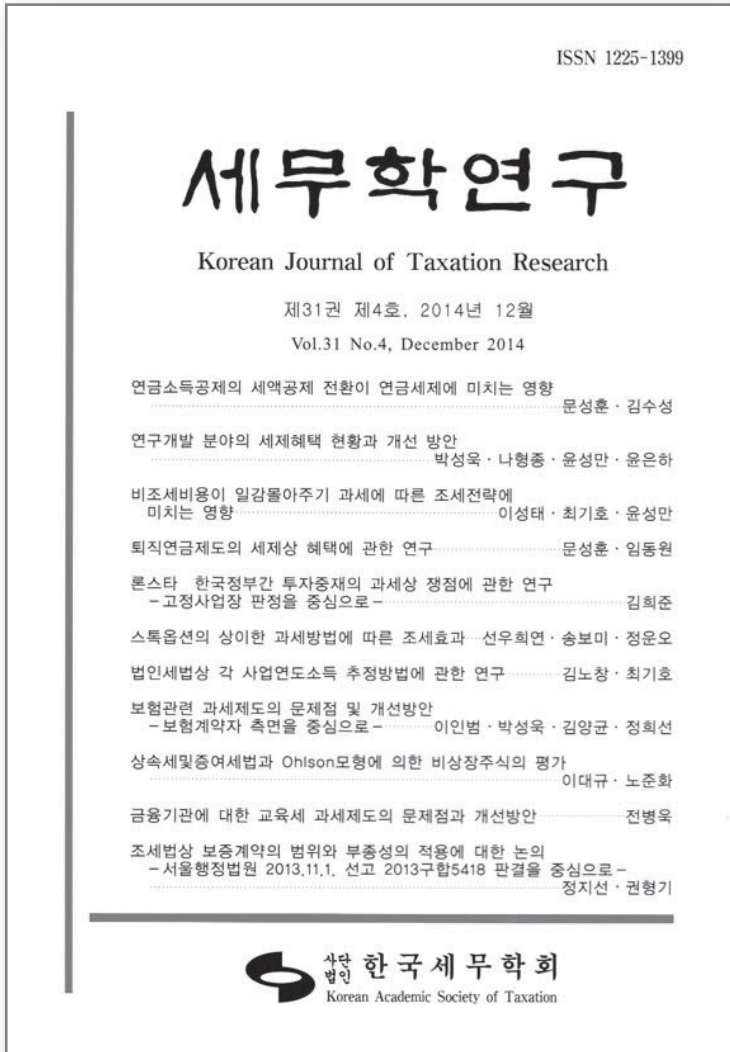 ISSN 1225-1399
세무학연구
Korean Journal of Taxation Research
제31권 제4호, 2014년 12월
Vol.31 No.4, December 2014
연금소득공제의 세액공제 전환이 연금세제에 미치는 영향
문성훈 · 김수성
연구개발 분야의 세제혜택 현황과 개선 방안
박성욱 · 나형종 · 윤성만 · 윤은하
비조세비용이 일감몰아주기 과세에 따른 조세전략에
미치는 영향 이성태 · 최기호 · 윤성만
퇴직연금제도의 세제상 혜택에 관한 연구 문성훈 · 임동원
론스타 한국정부간 투자중재의 과세상 쟁점에 관한 연구
-고정사업장 판정을 중심으로- 김희준
스톡옵션의 상이한 과세방법에 따른 조세효과 선우희연 · 송보미 · 정운오
법인세법상 각 사업연도소득 추정방법에 관한 연구 김노창 · 최기호
보험관련 과세제도의 문제점 및 개선방안
-보험계약자 측면을 중심으로- 이인범 · 박성욱 · 김양균 · 정희선
상속세및증여세법과 Ohlson모형에 의한 비상장주식의 평가
이대규 · 노준화
금융기관에 대한 교육세 과세제도의 문제점과 개선방안 전병욱
조세법상 보증계약의 범위와 부종성의 적용에 대한 논의
-서울행정법원 2013.11.1. 선고 2013구합5418 판결을 중심으로-
정지선 · 권형기
사단법인 한국세무학회
Korean Academic Society of Taxation